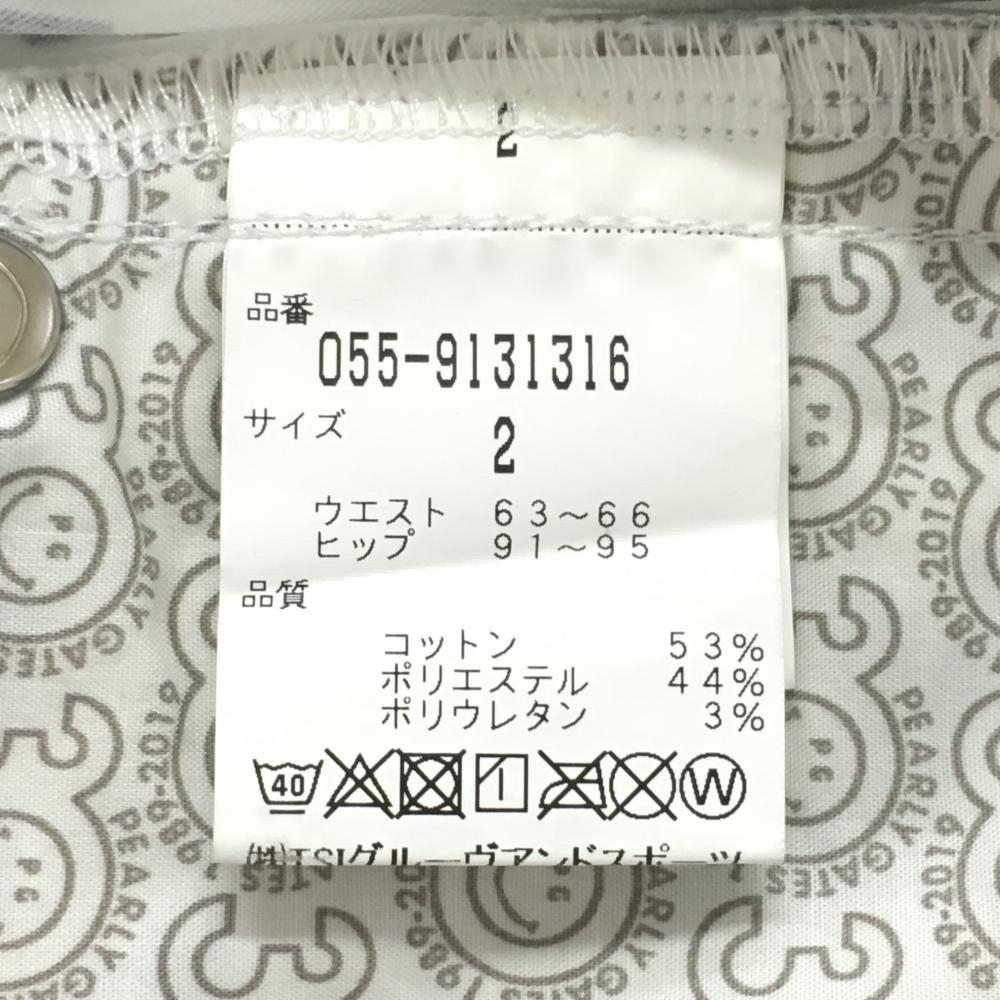 2
品番
055-9131316
サイズ
2
ウエスト 63～66
ヒップ 91～95
品質
コットン 53%
ポリエステル 44%
ポリウレタン 3%
40
W
㈱TSIグルーヴアンドスポーツ
PEARLY GATES 1989-2019
PG